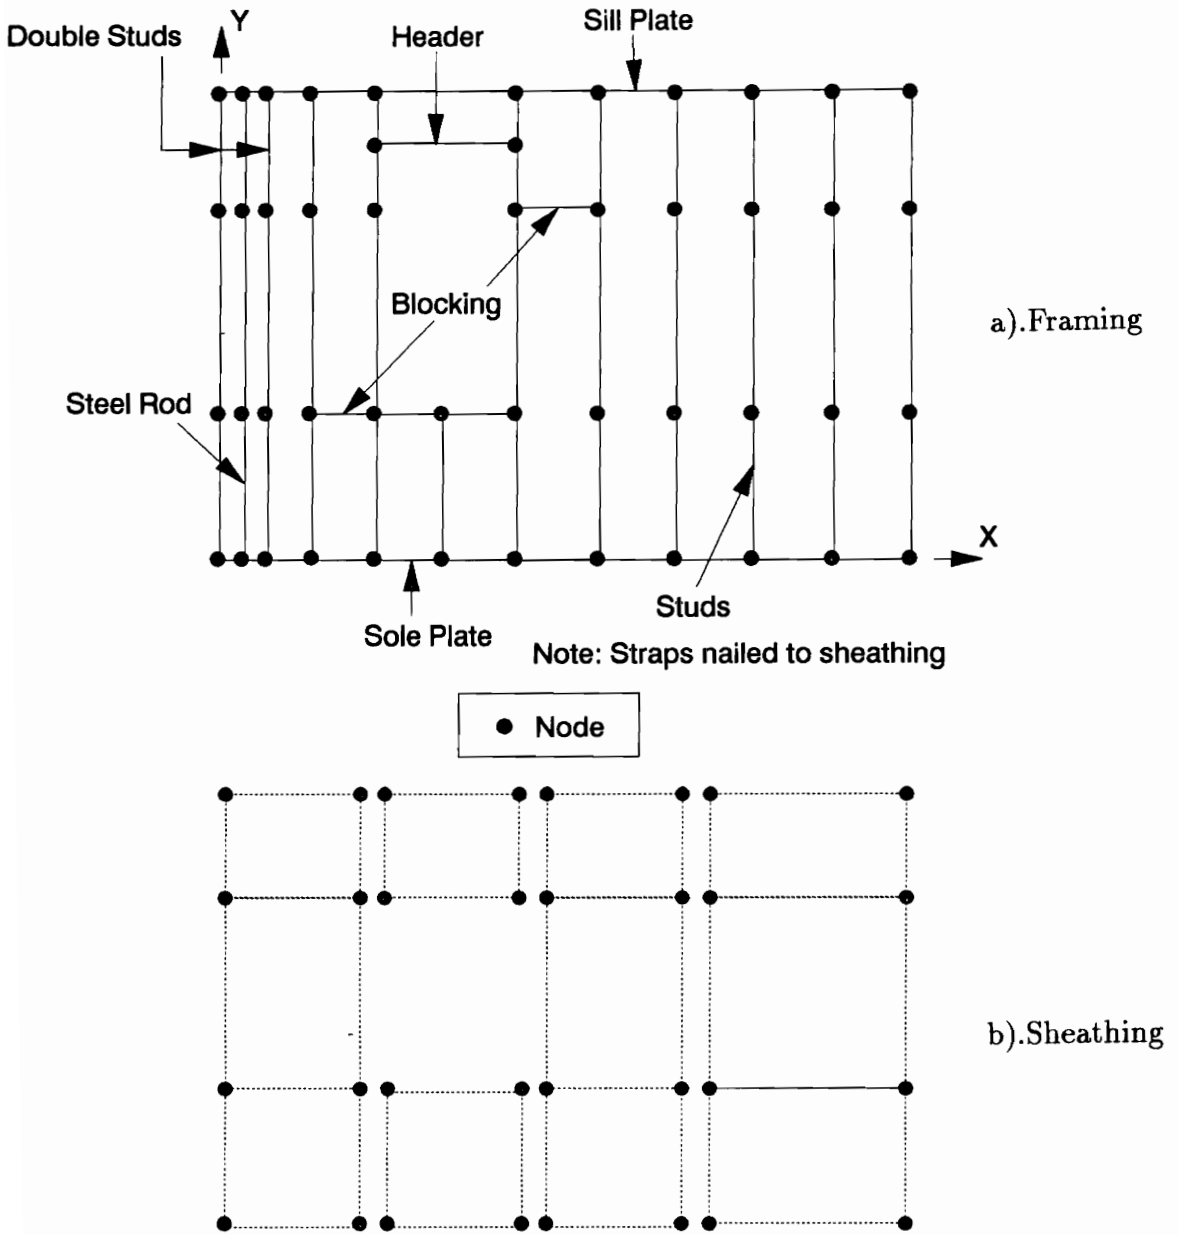 Y
Sill Plate
Double Studs
Header
Blocking
a).Framing
Steel Rod
X
Studs
Sole Plate
Note: Straps nailed to sheathing
Node
b).Sheathing